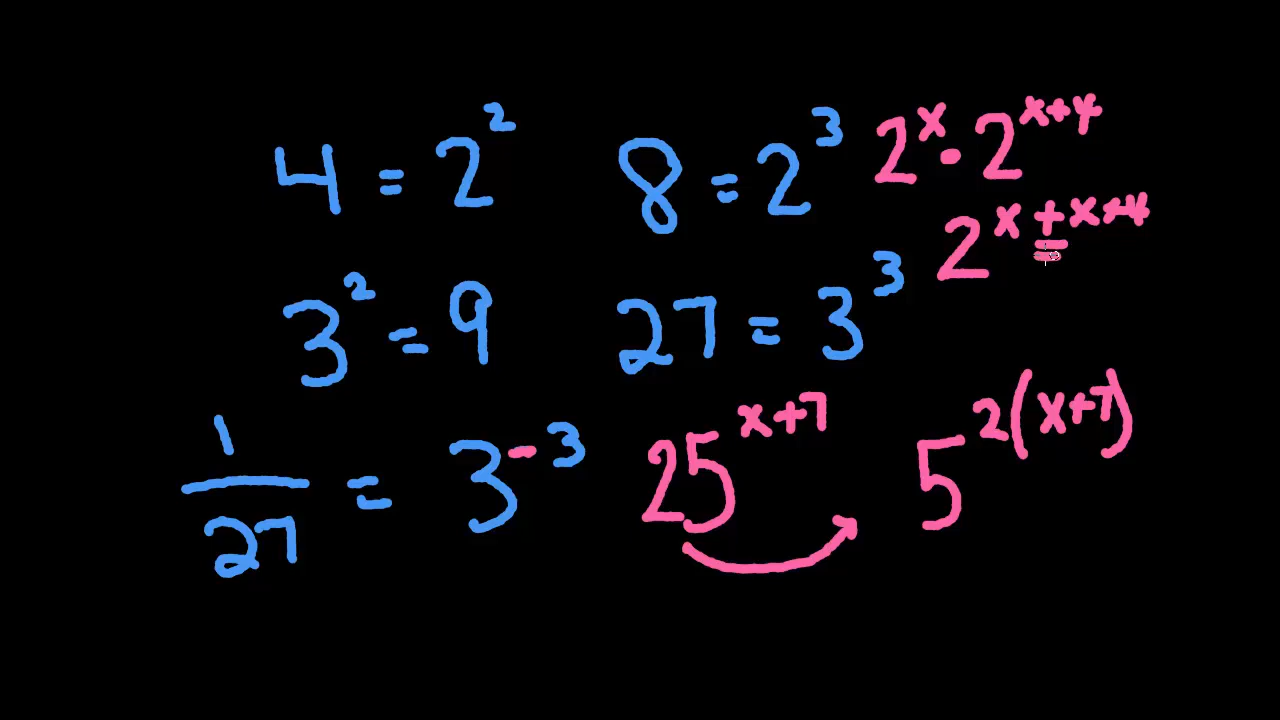 4 = 2²
8 = 2³
2ˣ · 2ˣ⁺⁴
2ˣ⁺ˣ⁺⁴
=
3² = 9
27 = 3³
1/27 = 3⁻³
25ˣ⁺⁷
5²⁽ˣ⁺⁷⁾